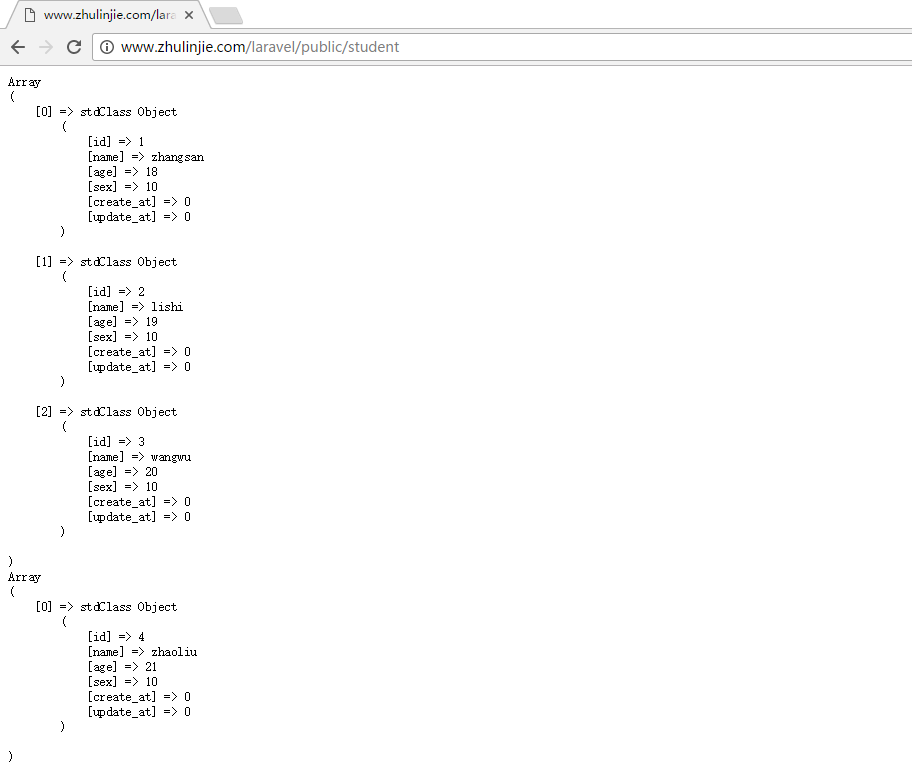 www.zhulinjie.com/lara
www.zhulinjie.com/laravel/public/student
Array
(
    [0] => stdClass Object
        (
            [id] => 1
            [name] => zhangsan
            [age] => 18
            [sex] => 10
            [create_at] => 0
            [update_at] => 0
        )

    [1] => stdClass Object
        (
            [id] => 2
            [name] => lishi
            [age] => 19
            [sex] => 10
            [create_at] => 0
            [update_at] => 0
        )

    [2] => stdClass Object
        (
            [id] => 3
            [name] => wangwu
            [age] => 20
            [sex] => 10
            [create_at] => 0
            [update_at] => 0
        )

)
Array
(
    [0] => stdClass Object
        (
            [id] => 4
            [name] => zhaoliu
            [age] => 21
            [sex] => 10
            [create_at] => 0
            [update_at] => 0
        )

)